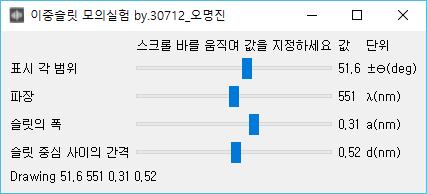 이중슬릿 모의실험 by.30712_오명진
스크롤 바를 움직여 값을 지정하세요 값 단위
표시 각 범위 51.6 ±Θ(deg)
파장 551 λ(nm)
슬릿의 폭 0.31 a(nm)
슬릿 중심 사이의 간격 0.52 d(nm)
Drawing 51.6 551 0.31 0.52